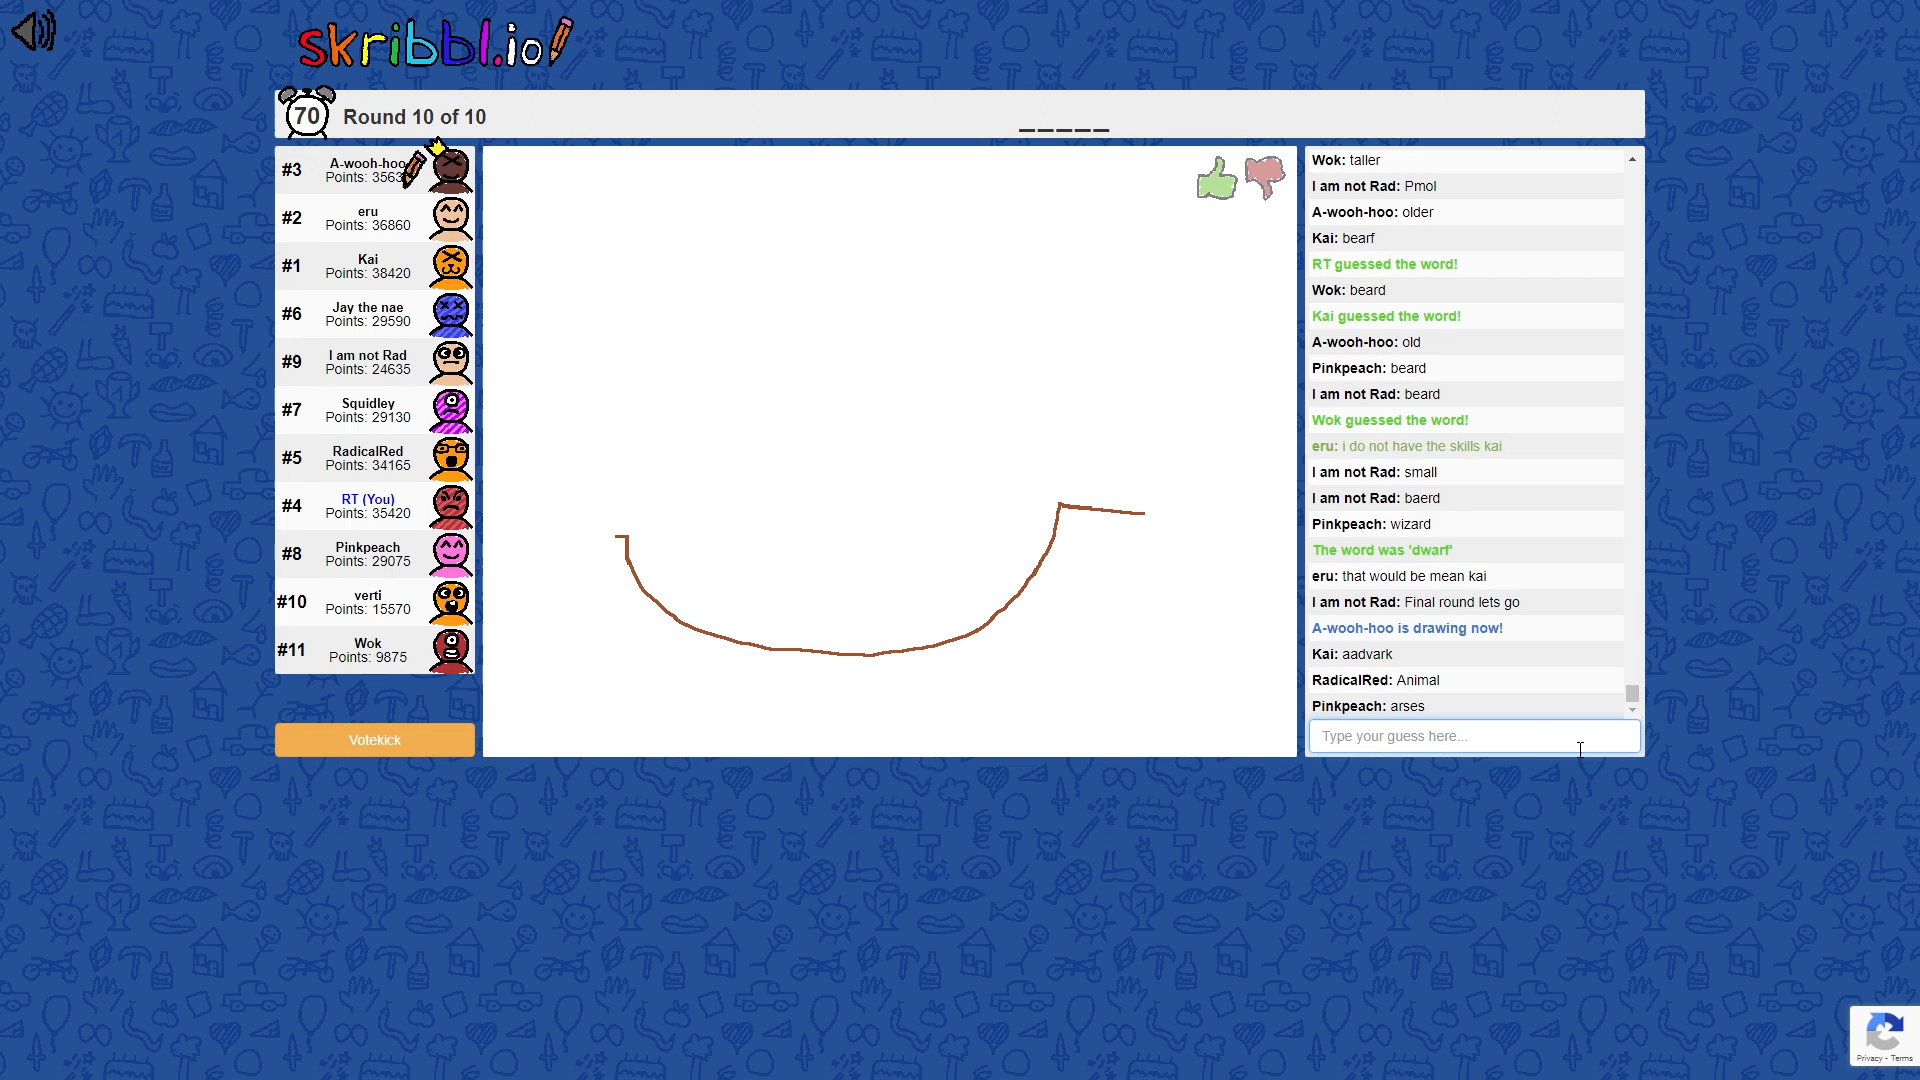 skribbl.io
70
Round 10 of 10
_____
#3
A-wooh-hoo
Points: 3563
#2
eru
Points: 36860
#1
Kai
Points: 38420
#6
Jay the nae
Points: 29590
#9
I am not Rad
Points: 24635
#7
Squidley
Points: 29130
#5
RadicalRed
Points: 34165
#4
RT (You)
Points: 35420
#8
Pinkpeach
Points: 29075
#10
verti
Points: 15570
#11
Wok
Points: 9875
Votekick
Wok: taller
I am not Rad: Pmol
A-wooh-hoo: older
Kai: bearf
RT guessed the word!
Wok: beard
Kai guessed the word!
A-wooh-hoo: old
Pinkpeach: beard
I am not Rad: beard
Wok guessed the word!
eru: i do not have the skills kai
I am not Rad: small
I am not Rad: baerd
Pinkpeach: wizard
The word was 'dwarf'
eru: that would be mean kai
I am not Rad: Final round lets go
A-wooh-hoo is drawing now!
Kai: aadvark
RadicalRed: Animal
Pinkpeach: arses
Type your guess here...
Privacy - Terms